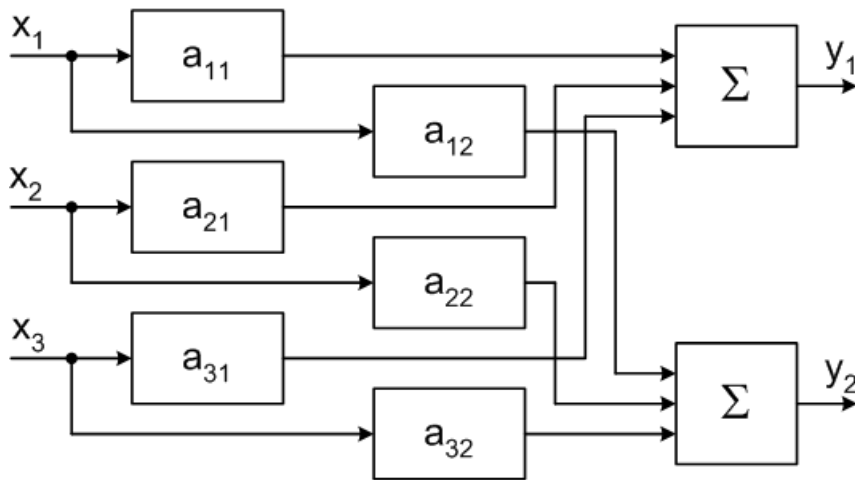 x₁
a₁₁
Σ
y₁
a₁₂
x₂
a₂₁
a₂₂
x₃
a₃₁
Σ
y₂
a₃₂